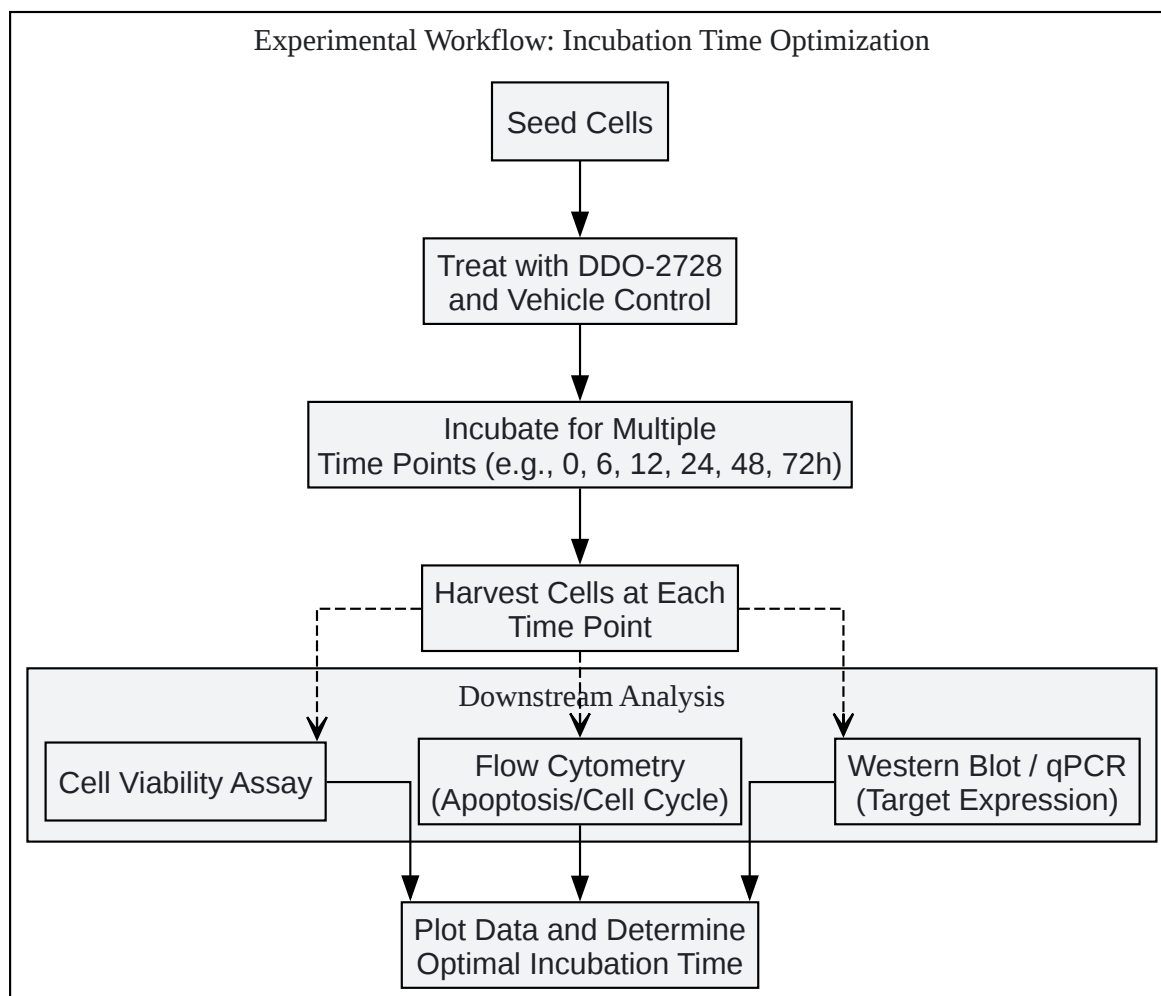 Experimental Workflow: Incubation Time Optimization
Seed Cells
Treat with DDO-2728
and Vehicle Control
Incubate for Multiple
Time Points (e.g., 0, 6, 12, 24, 48, 72h)
Harvest Cells at Each
Time Point
Downstream Analysis
Cell Viability Assay
Flow Cytometry
(Apoptosis/Cell Cycle)
Western Blot / qPCR
(Target Expression)
Plot Data and Determine
Optimal Incubation Time